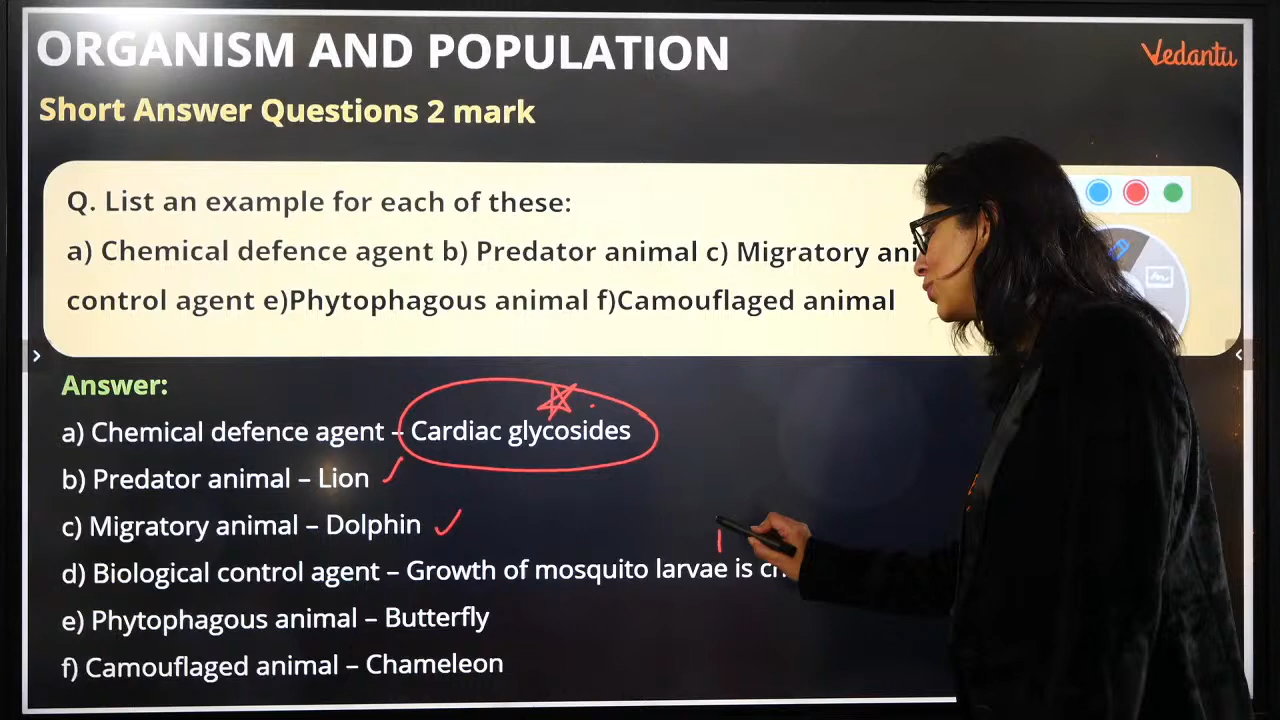 ORGANISM AND POPULATION
Vedantu
Short Answer Questions 2 mark
Q. List an example for each of these:
a) Chemical defence agent b) Predator animal c) Migratory
control agent e)Phytophagous animal f)Camouflaged animal
Answer:
a) Chemical defence agent – Cardiac glycosides
b) Predator animal – Lion
c) Migratory animal – Dolphin
d) Biological control agent – Growth of mosquito larvae is
e) Phytophagous animal – Butterfly
f) Camouflaged animal – Chameleon